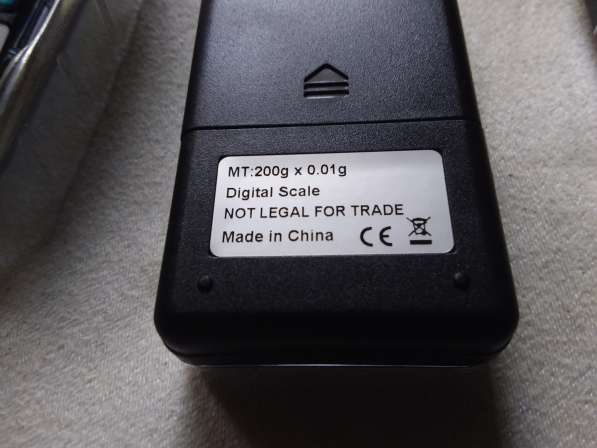 MT:200g x 0.01g
Digital Scale
NOT LEGAL FOR TRADE
Made in China CE